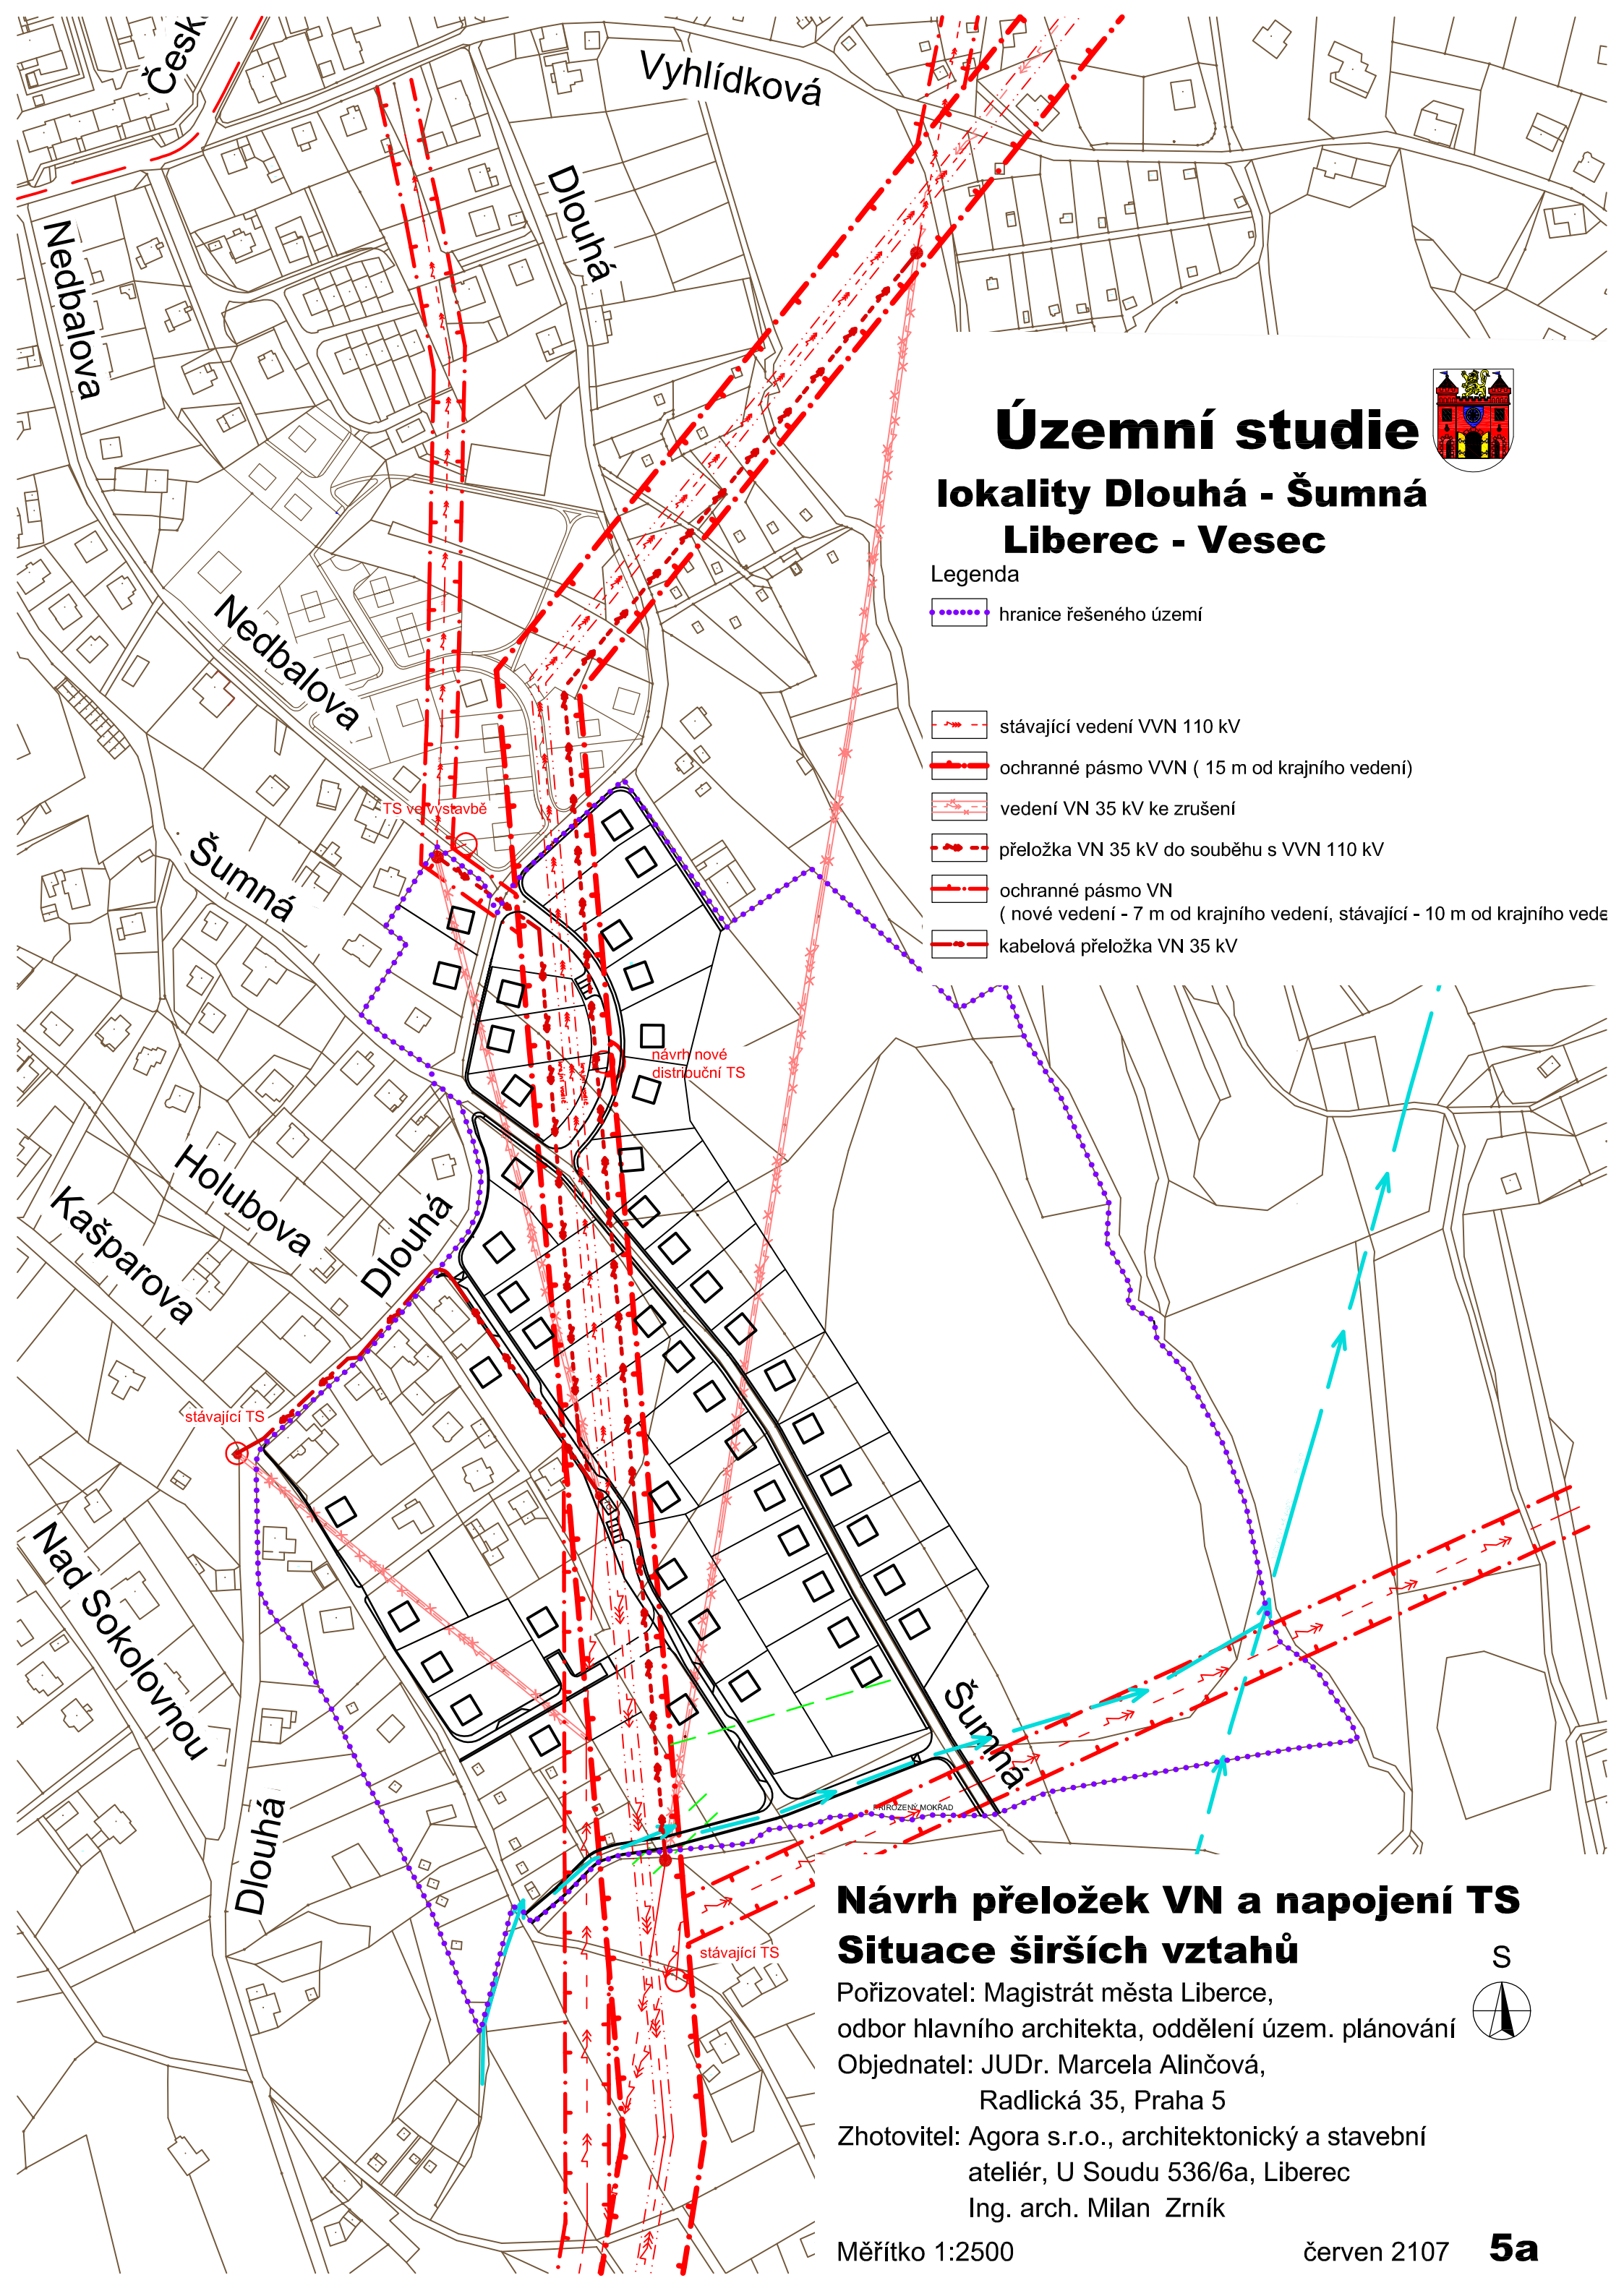 Česk
Vyhlídková
Dlouhá
Nedbalova
Územní studie
lokality Dlouhá - Šumná
Liberec - Vesec
Legenda
hranice řešeného území
stávající vedení VVN 110 kV
ochranné pásmo VVN ( 15 m od krajního vedení)
vedení VN 35 kV ke zrušení
přeložka VN 35 kV do souběhu s VVN 110 kV
ochranné pásmo VN
( nové vedení - 7 m od krajního vedení, stávající - 10 m od krajního vede
kabelová přeložka VN 35 kV
Nedbalova
TS ve výstavbě
Šumná
návrh nové
distribuční TS
Holubova
Kašparova
Dlouhá
stávající TS
Nad Sokolovnou
Šumná
PŘIROZENÝ MOKŘAD
Dlouhá
stávající TS
Návrh přeložek VN a napojení TS
Situace širších vztahů
S
Pořizovatel: Magistrát města Liberce,
odbor hlavního architekta, oddělení územ. plánování
Objednatel: JUDr. Marcela Alinčová,
Radlická 35, Praha 5
Zhotovitel: Agora s.r.o., architektonický a stavební
ateliér, U Soudu 536/6a, Liberec
Ing. arch. Milan Zrník
Měřítko 1:2500
červen 2107
5a